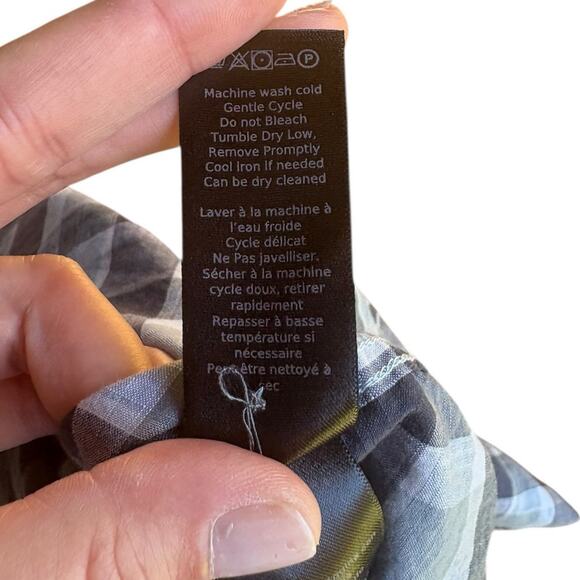 P
Machine wash cold
Gentle Cycle
Do not Bleach
Tumble Dry Low,
Remove Promptly
Cool iron if needed
Can be dry cleaned
Laver à la machine à
l'eau froide
Cycle délicat
Ne Pas javelliser.
Sécher à la machine
cycle doux, retirer
rapidement
Repasser à basse
température si
nécessaire
Peut être nettoyé à
sec